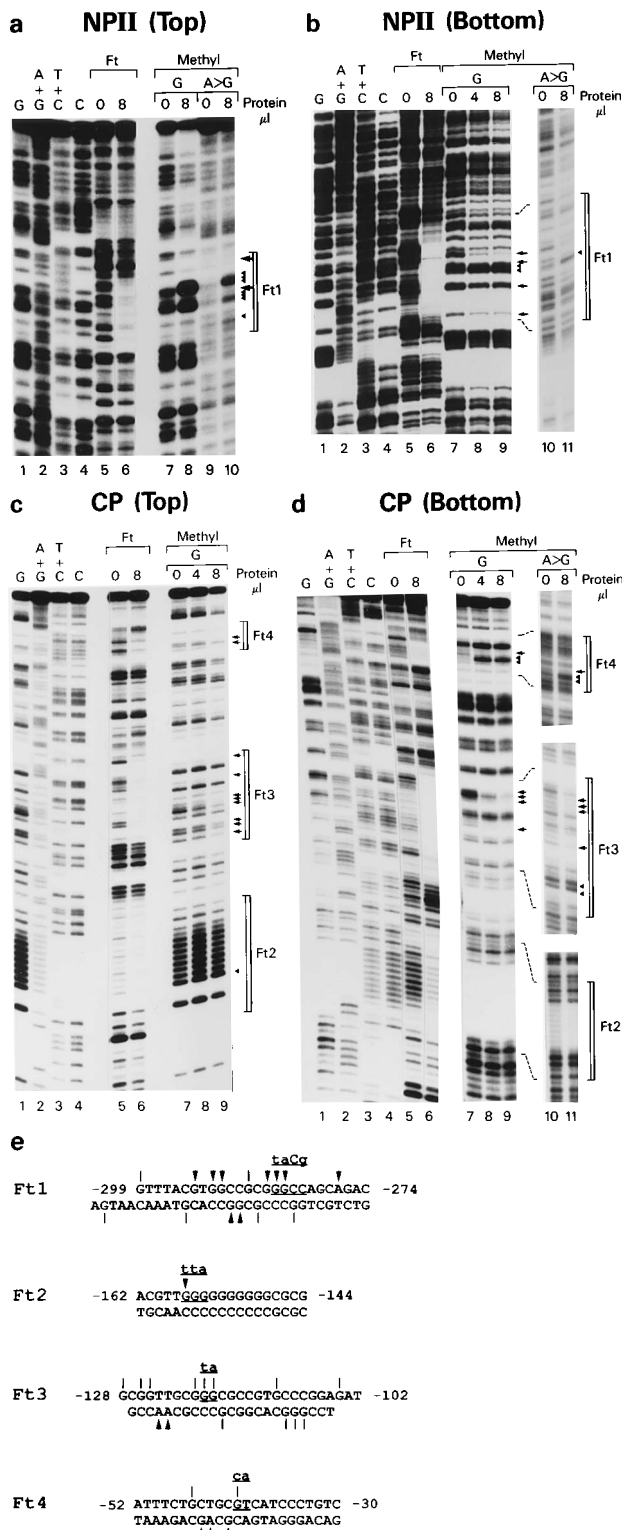 a NPII (Top)
Ft Methyl
A + G T + C G A>G
G C 0 8 0 8 0 8 Protein μl
Ft1
1 2 3 4 5 6 7 8 9 10
b NPII (Bottom)
Ft Methyl
A + G T + C G A>G
G C 0 8 0 4 8 0 8 Protein μl
Ft1
1 2 3 4 5 6 7 8 9 10 11
c CP (Top)
Ft Methyl
A + G T + C G
G C 0 8 0 4 8 Protein μl
Ft4
Ft3
Ft2
1 2 3 4 5 6 7 8 9
d CP (Bottom)
Ft Methyl
A + G T + C G A>G
G C 0 8 0 4 8 0 8 Protein μl
Ft4
Ft3
Ft2
1 2 3 4 5 6 7 8 9 10 11
e
taCg
Ft1 -299 GTTTACGTGGCCGCGGGCCAGCAGAC -274
AGTAACAAATGCACCGGCGCCCGGTCGTCTG
tta
Ft2 -162 ACGTTGGGGGGGGGGCGCG -144
TGCAACCCCCCCCCCGCGC
ta
Ft3 -128 GCGGTTGCGGGCGCCGTGCCCGGAGAT -102
GCCAACGCCCGCGGCACGGGCCT
ca
Ft4 -52 ATTTCTGCTGCGTCATCCCTGTC -30
TAAAGACGACGCAGTAGGGACAG